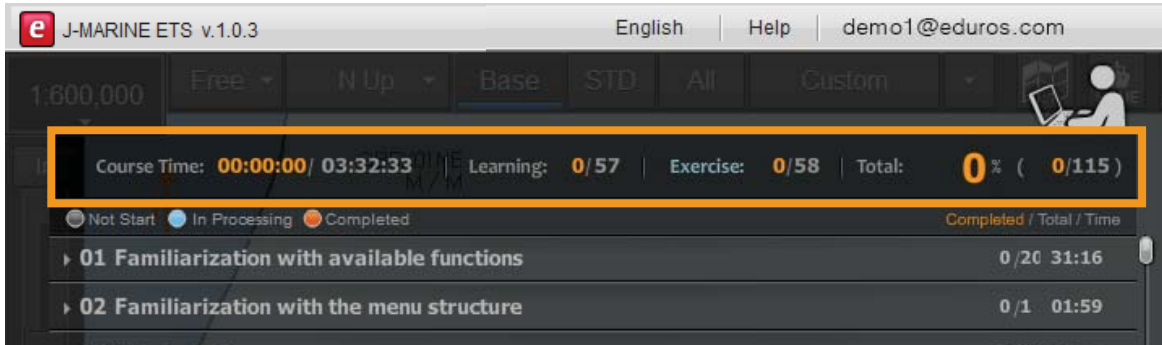 e J-MARINE ETS v.1.0.3 English Help demo1@eduros.com
1:600,000 Free N Up Base STD All Custom
Course Time: 00:00:00/ 03:32:33 Learning: 0/57 Exercise: 0/58 Total: 0 % ( 0/115 )
Not Start In Processing Completed Completed / Total / Time
01 Familiarization with available functions 0/20 31:16
02 Familiarization with the menu structure 0/1 01:59